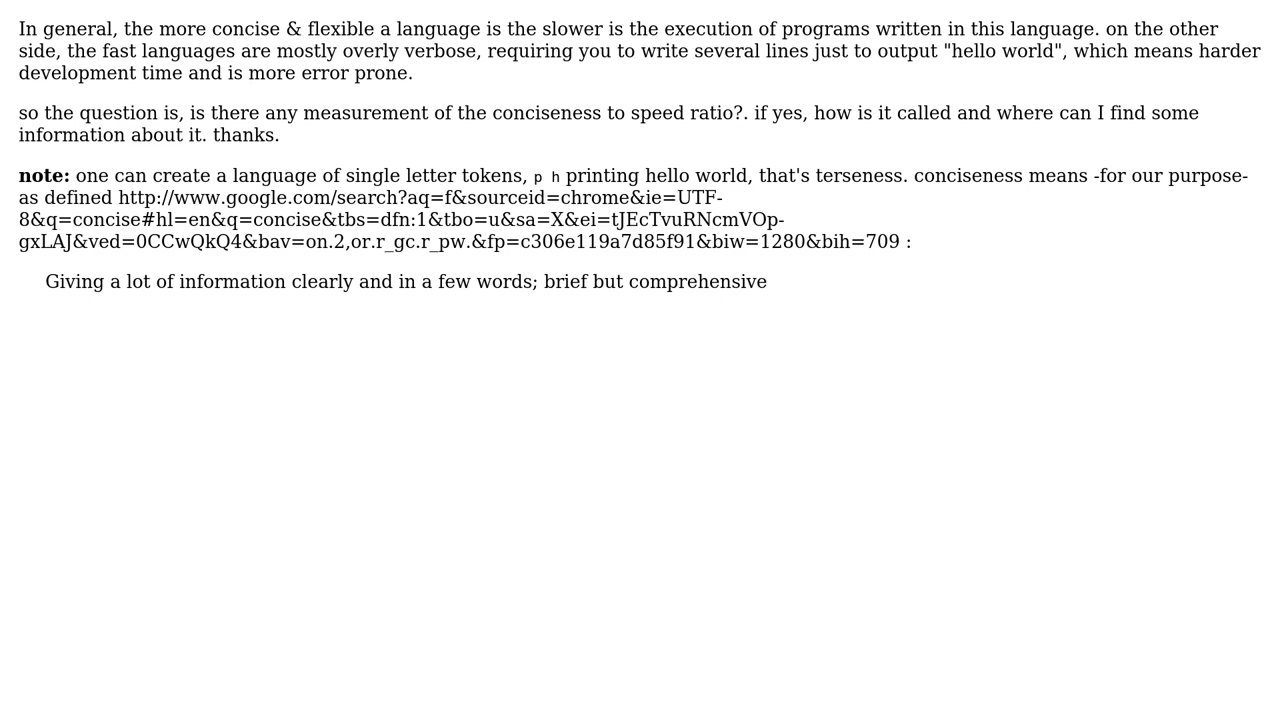 In general, the more concise & flexible a language is the slower is the execution of programs written in this language. on the other
side, the fast languages are mostly overly verbose, requiring you to write several lines just to output "hello world", which means harder
development time and is more error prone.
so the question is, is there any measurement of the conciseness to speed ratio?. if yes, how is it called and where can I find some
information about it. thanks.
note: one can create a language of single letter tokens, p h printing hello world, that's terseness. conciseness means -for our purpose-
as defined http://www.google.com/search?aq=f&sourceid=chrome&ie=UTF-
8&q=concise#hl=en&q=concise&tbs=dfn:1&tbo=u&sa=X&ei=tJEcTvuRNcmVOp-
gxLAJ&ved=0CCwQkQ4&bav=on.2,or.r_gc.r_pw.&fp=c306e119a7d85f91&biw=1280&bih=709 :
Giving a lot of information clearly and in a few words; brief but comprehensive